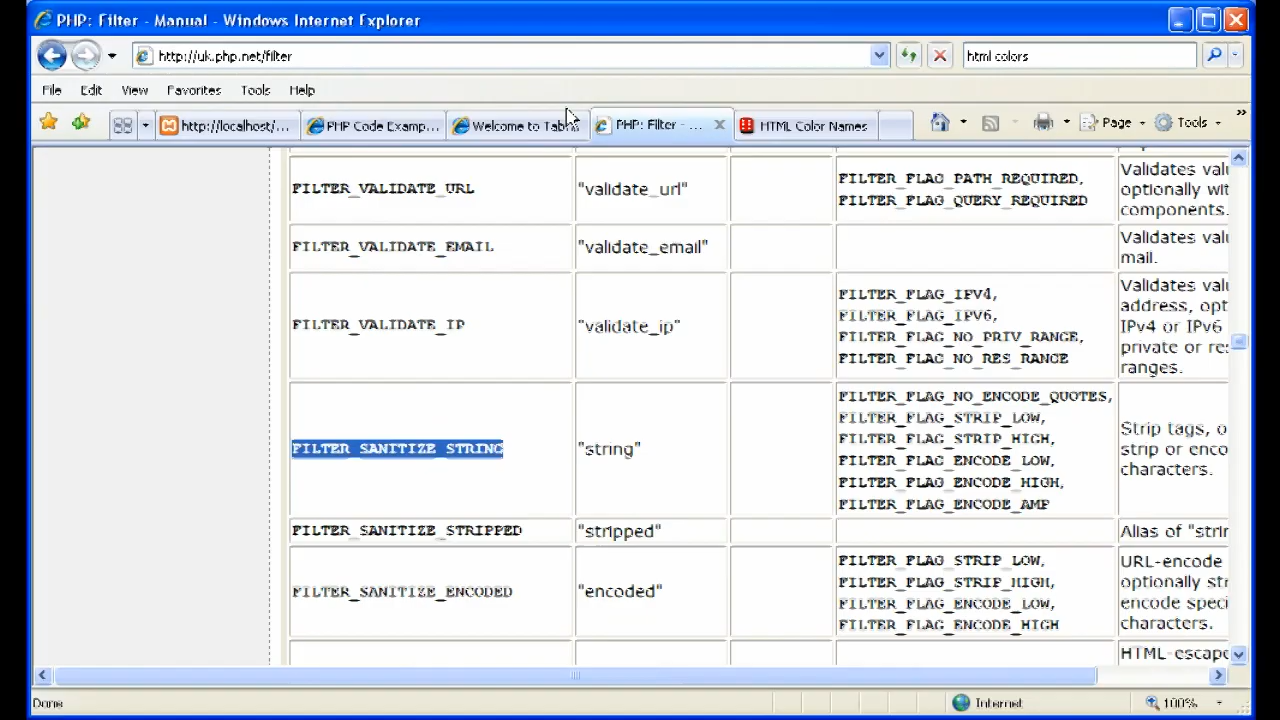 PHP: Filter - Manual - Windows Internet Explorer
http://uk.php.net/filter
html colors
File Edit View Favorites Tools Help
http://localhost/...
PHP Code Examp...
Welcome to Tabb
PHP: Filter - ...
HTML Color Names
Page
Tools
FILTER_VALIDATE_URL
"validate_url"
FILTER_FLAG_PATH_REQUIRED,
FILTER_FLAG_QUERY_REQUIRED
Validates valu
optionally wit
components.
FILTER_VALIDATE_EMAIL
"validate_email"
Validates valu
mail.
FILTER_VALIDATE_IP
"validate_ip"
FILTER_FLAG_IPV4,
FILTER_FLAG_IPV6,
FILTER_FLAG_NO_PRIV_RANGE,
FILTER_FLAG_NO_RES_RANGE
Validates valu
address, opt
IPv4 or IPv6
private or res
ranges.
FILTER_SANITIZE_STRING
"string"
FILTER_FLAG_NO_ENCODE_QUOTES,
FILTER_FLAG_STRIP_LOW,
FILTER_FLAG_STRIP_HIGH,
FILTER_FLAG_ENCODE_LOW,
FILTER_FLAG_ENCODE_HIGH,
FILTER_FLAG_ENCODE_AMP
Strip tags, o
strip or enco
characters.
FILTER_SANITIZE_STRIPPED
"stripped"
Alias of "strin
FILTER_SANITIZE_ENCODED
"encoded"
FILTER_FLAG_STRIP_LOW,
FILTER_FLAG_STRIP_HIGH,
FILTER_FLAG_ENCODE_LOW,
FILTER_FLAG_ENCODE_HIGH
URL-encode
optionally str
encode speci
characters.
HTML-escape
Done
Internet
100%